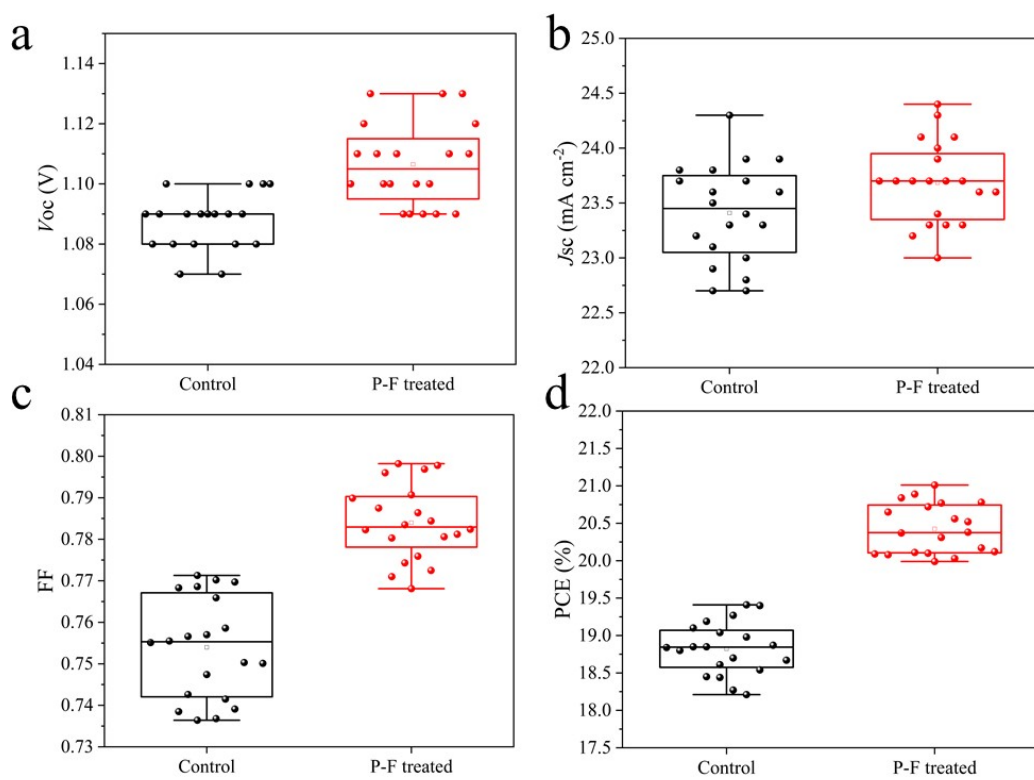 a
Voc (V)
1.14
1.12
1.10
1.08
1.06
1.04
Control
P-F treated
b
Jsc (mA cm-2)
25.0
24.5
24.0
23.5
23.0
22.5
22.0
Control
P-F treated
c
FF
0.81
0.80
0.79
0.78
0.77
0.76
0.75
0.74
0.73
Control
P-F treated
d
PCE (%)
22.0
21.5
21.0
20.5
20.0
19.5
19.0
18.5
18.0
17.5
Control
P-F treated